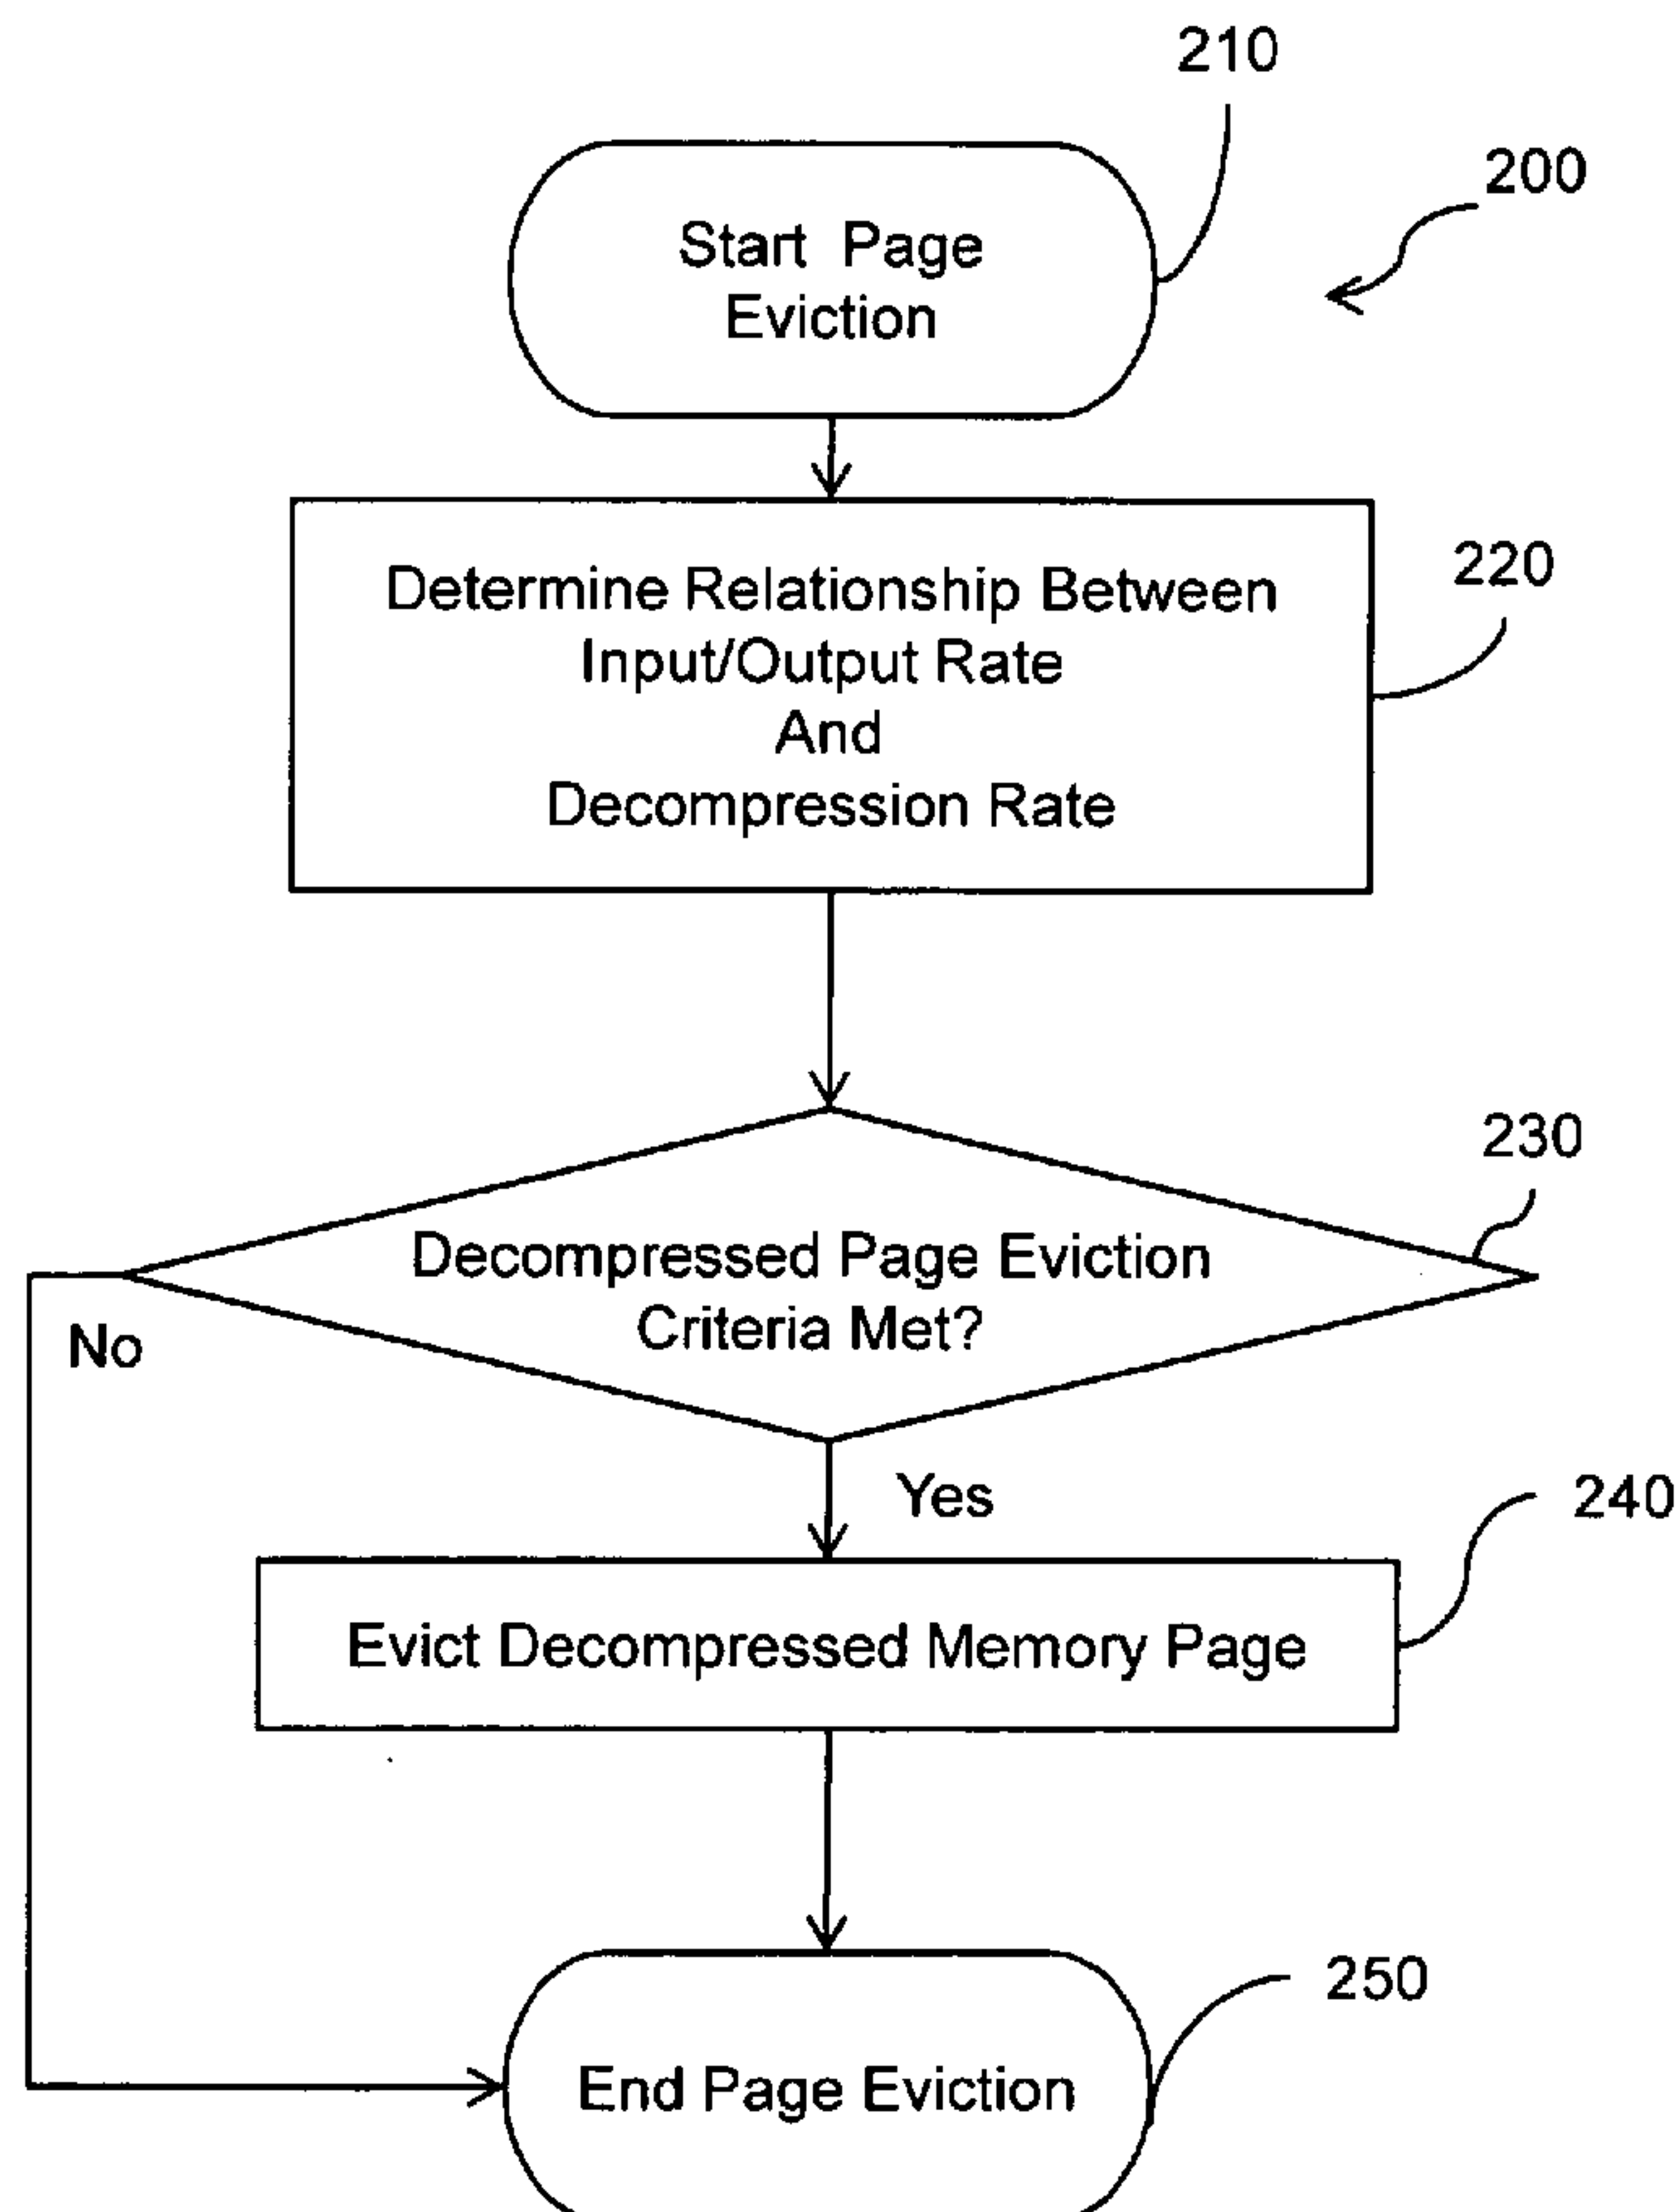 210
200
Start Page
Eviction
220
Determine Relationship Between
Input/Output Rate
And
Decompression Rate
230
Decompressed Page Eviction
Criteria Met?
No
Yes
240
Evict Decompressed Memory Page
250
End Page Eviction